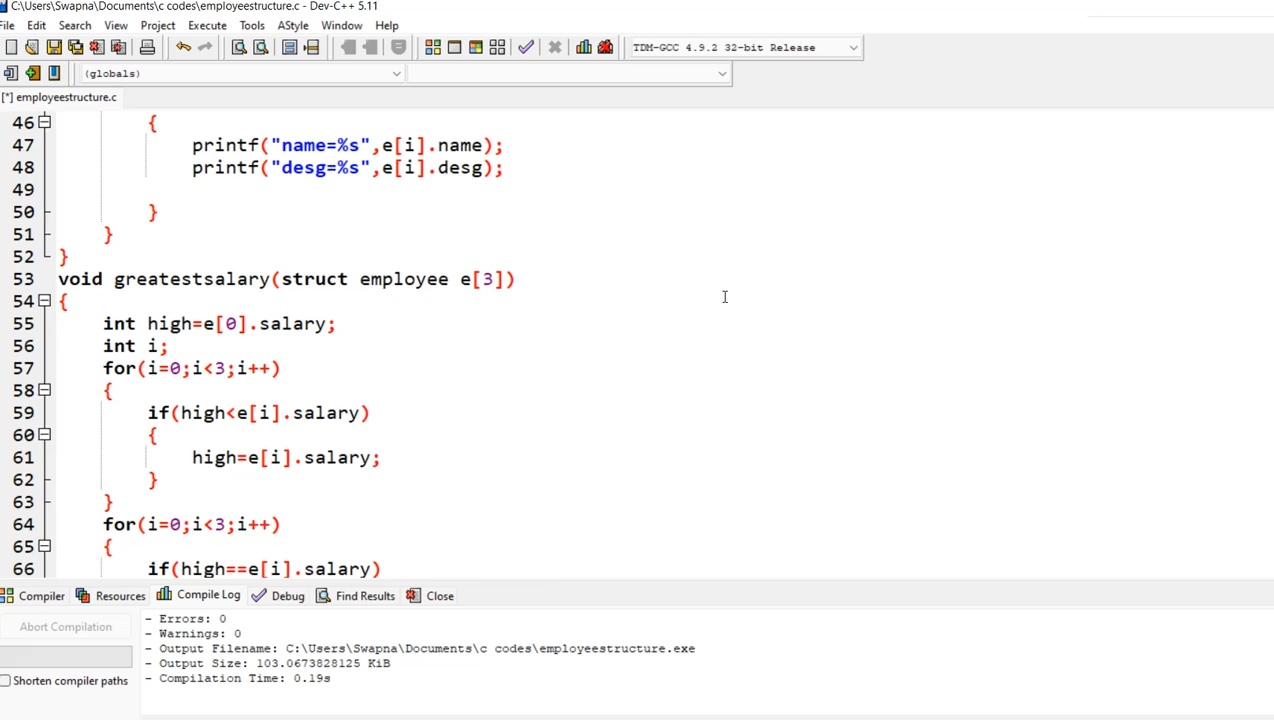 C:\Users\Swapna\Documents\c codes\employeestructure.c - Dev-C++ 5.11
File Edit Search View Project Execute Tools AStyle Window Help
TDM-GCC 4.9.2 32-bit Release
(globals)
[*] employeestructure.c
46 {
47 printf("name=%s",e[i].name);
48 printf("desg=%s",e[i].desg);
49
50 }
51 }
52 }
53 void greatestsalary(struct employee e[3])
54 {
55 int high=e[0].salary;
56 int i;
57 for(i=0;i<3;i++)
58 {
59 if(high<e[i].salary)
60 {
61 high=e[i].salary;
62 }
63 }
64 for(i=0;i<3;i++)
65 {
66 if(high==e[i].salary)
Compiler Resources Compile Log Debug Find Results Close
Abort Compilation
Shorten compiler paths
- Errors: 0
- Warnings: 0
- Output Filename: C:\Users\Swapna\Documents\c codes\employeestructure.exe
- Output Size: 103.0673828125 KiB
- Compilation Time: 0.19s